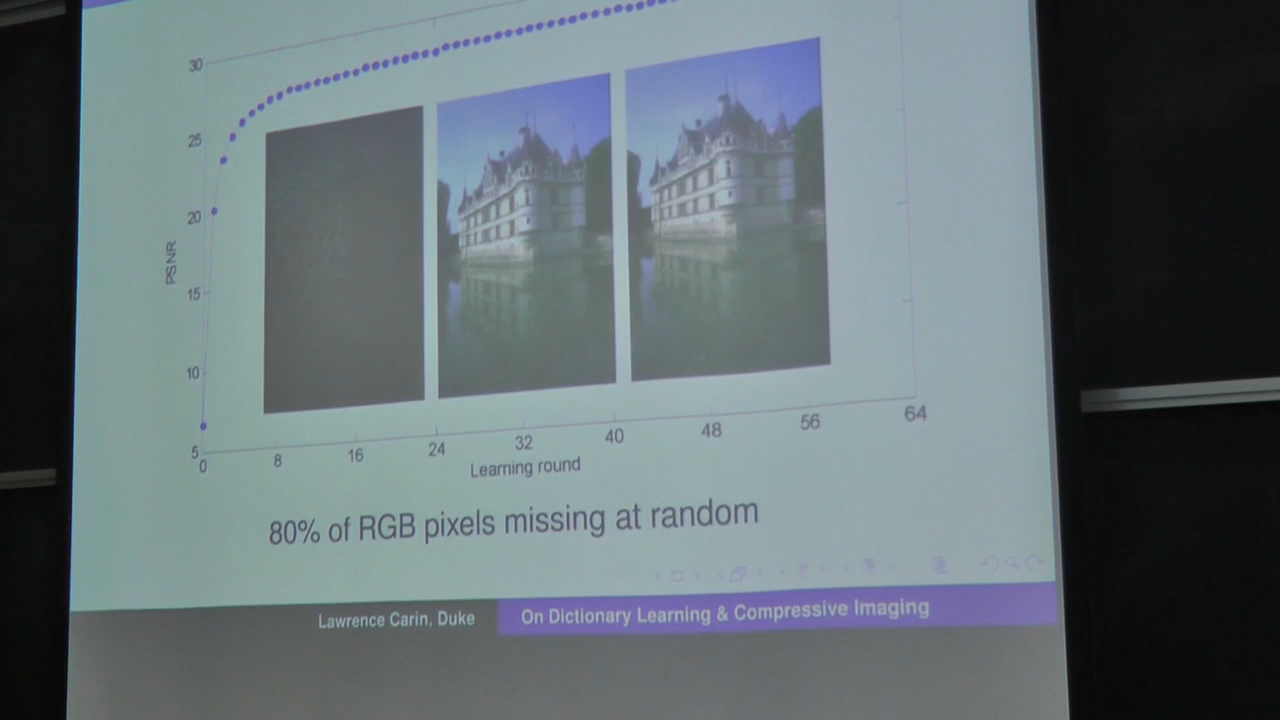 30
25
20
15
10
5
PSNR
0 8 16 24 32 40 48 56 64
Learning round
80% of RGB pixels missing at random
Lawrence Carin, Duke On Dictionary Learning & Compressive Imaging